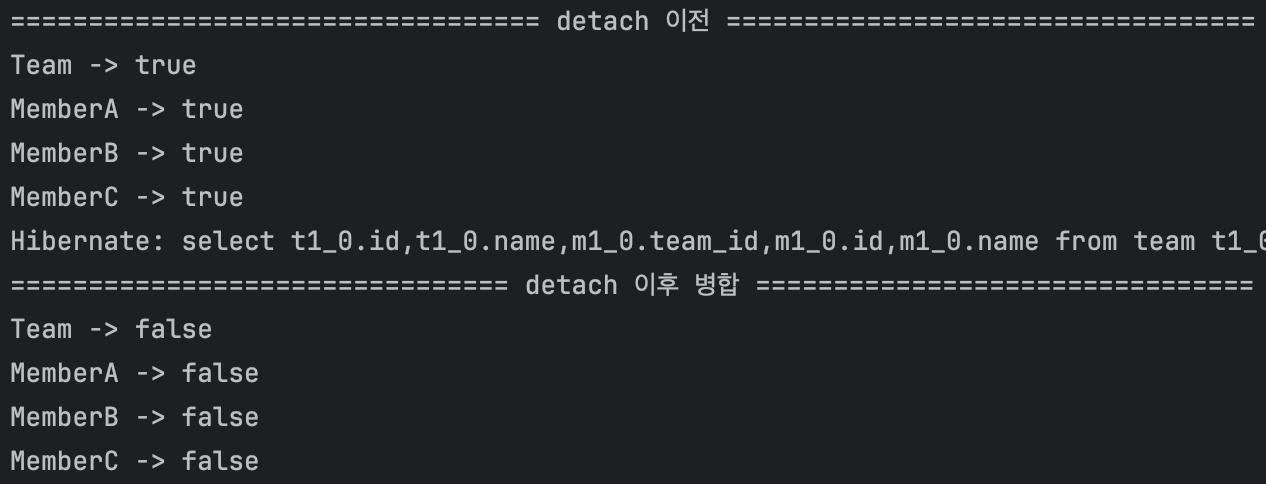 ================================== detach 이전 ==================================
Team -> true
MemberA -> true
MemberB -> true
MemberC -> true
Hibernate: select t1_0.id,t1_0.name,m1_0.team_id,m1_0.id,m1_0.name from team t1_0
================================ detach 이후 병합 ================================
Team -> false
MemberA -> false
MemberB -> false
MemberC -> false